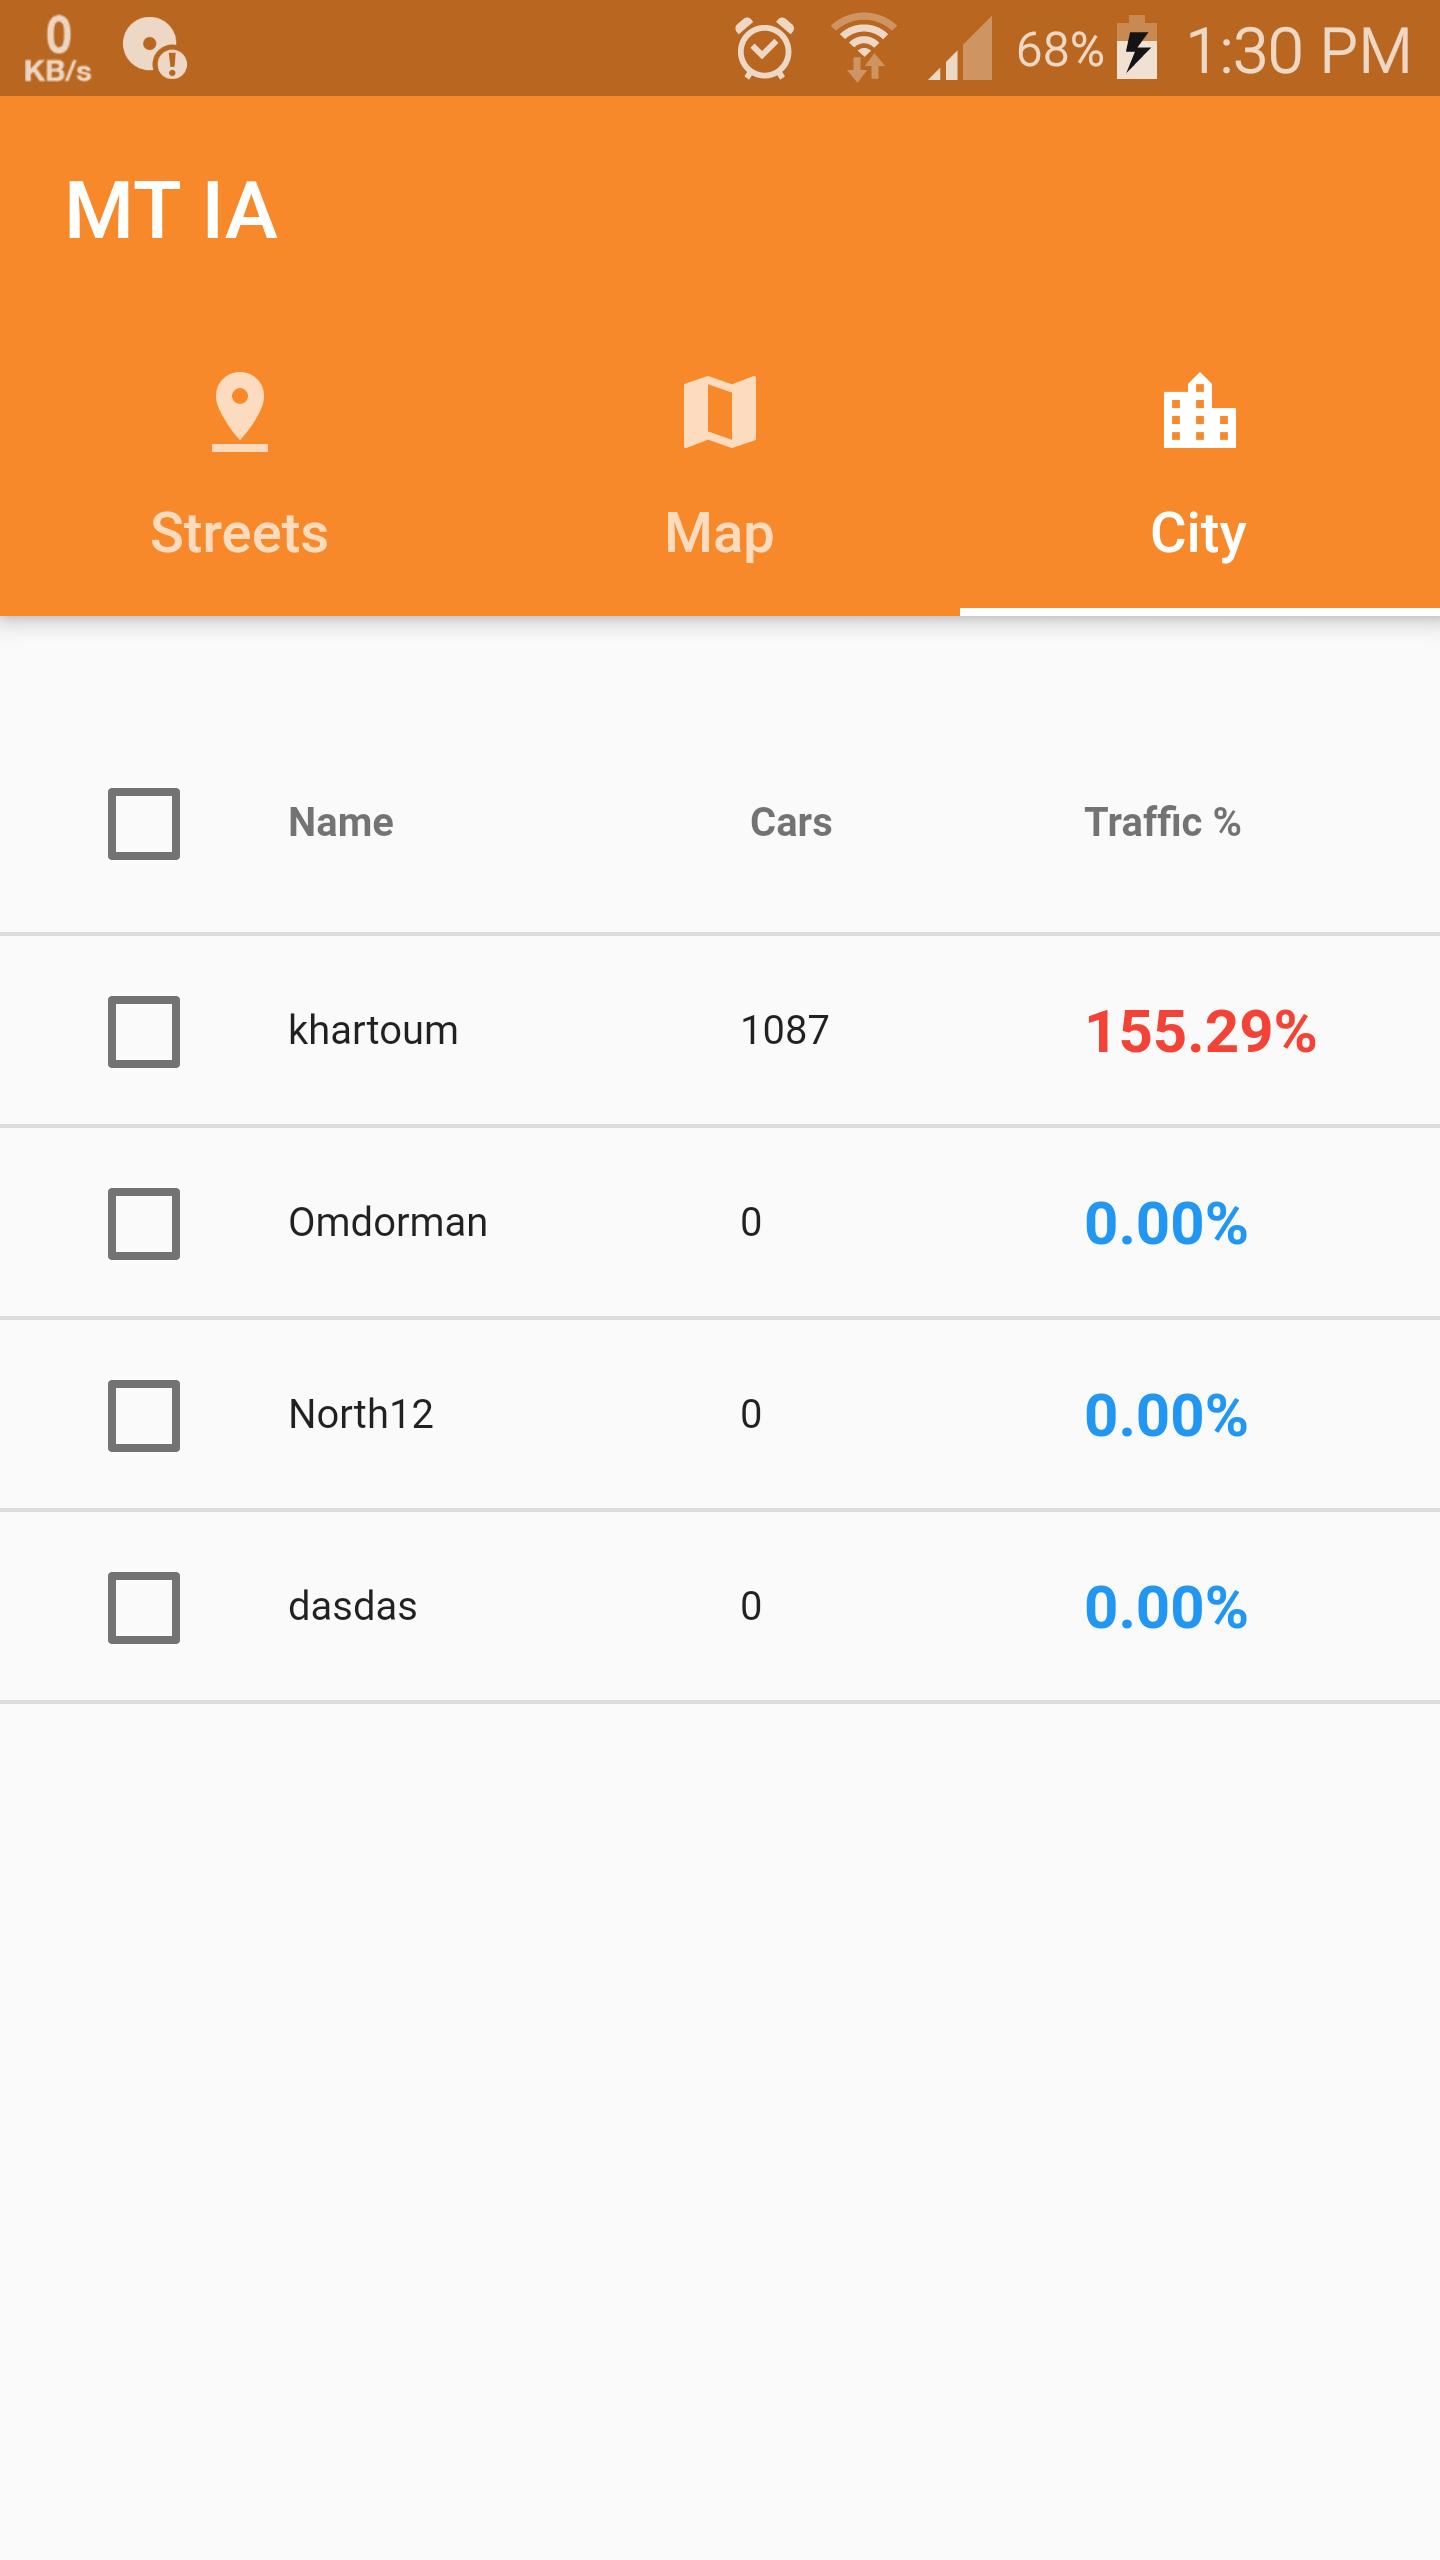 0
KB/s
68%
1:30 PM
MT IA
Streets Map City
Name Cars Traffic %
khartoum 1087 155.29%
Omdorman 0 0.00%
North12 0 0.00%
dasdas 0 0.00%